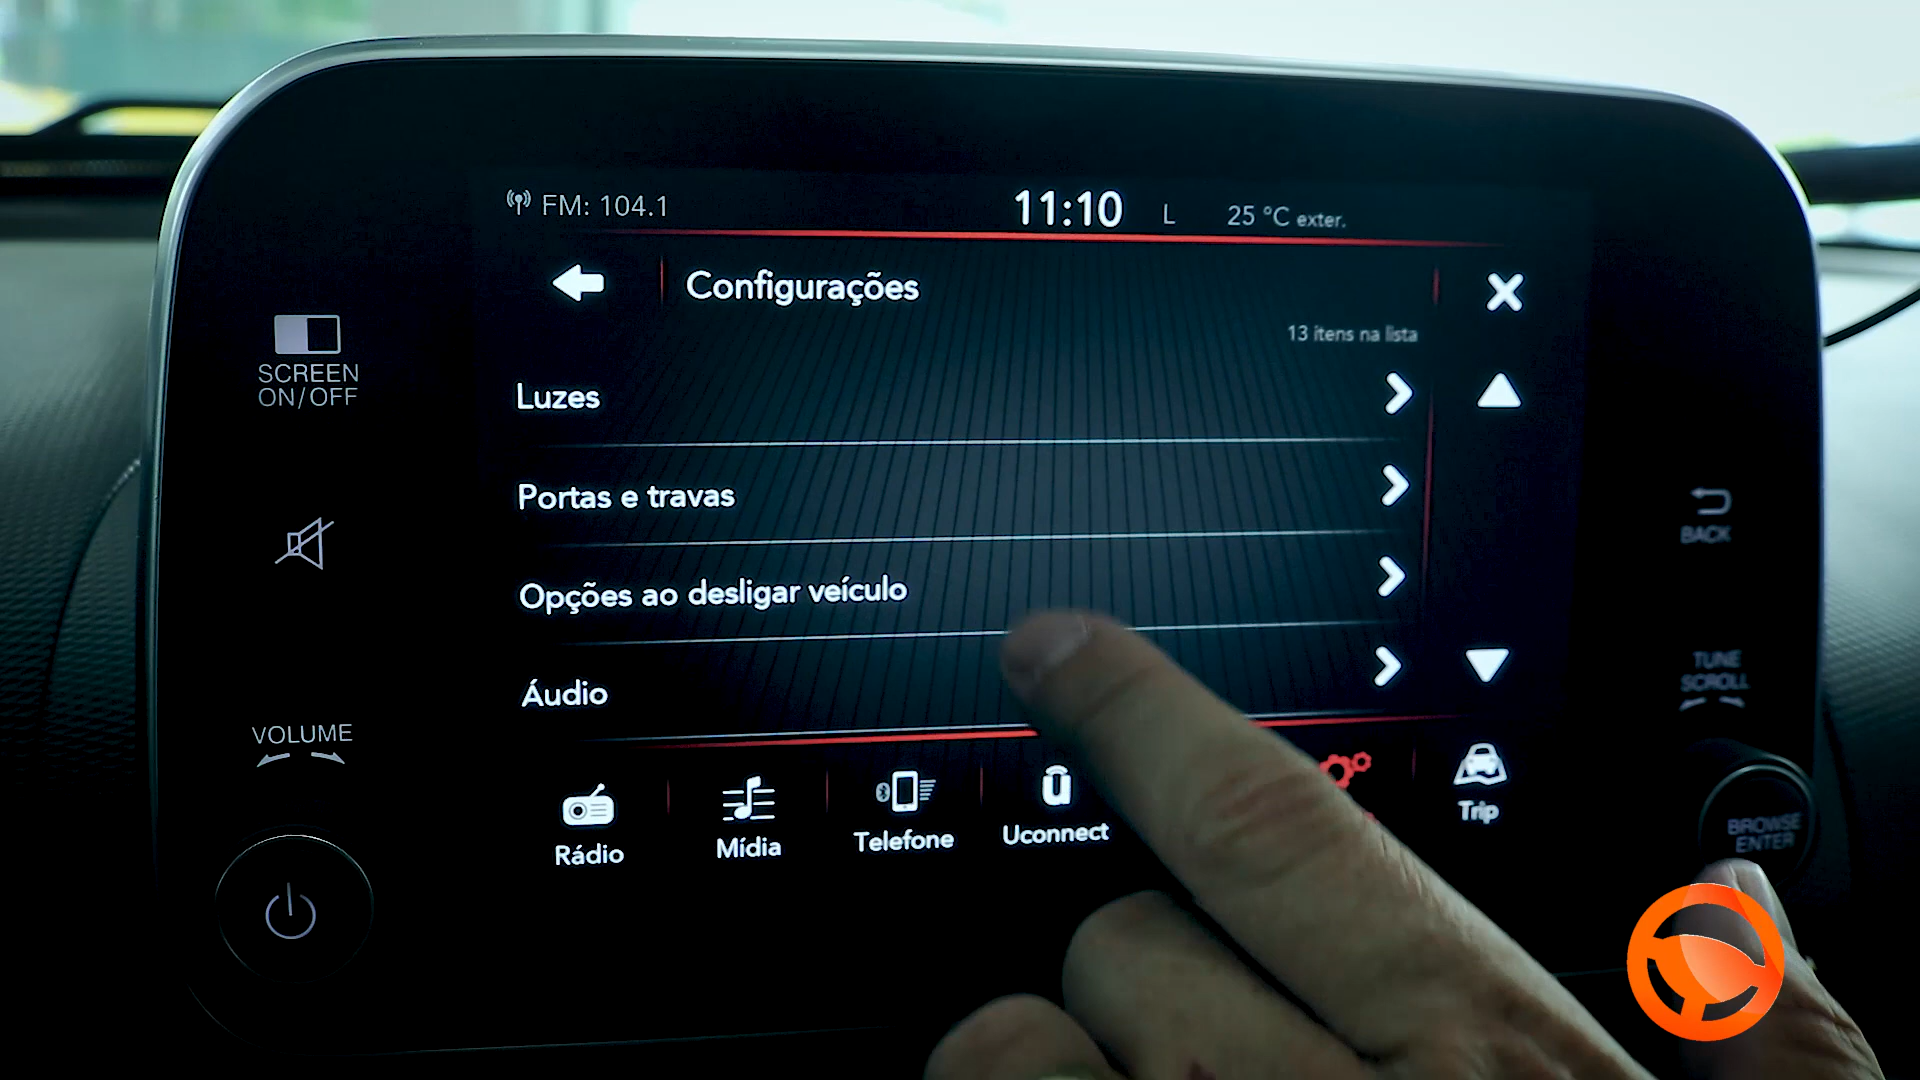 FM: 104.1
11:10
L
25 °C exter.
Configurações
13 itens na lista
Luzes
Portas e travas
Opções ao desligar veículo
Áudio
Rádio
Mídia
Telefone
Uconnect
Trip
SCREEN
ON/OFF
VOLUME
BACK
TUNE
SCROLL
BROWSE
ENTER